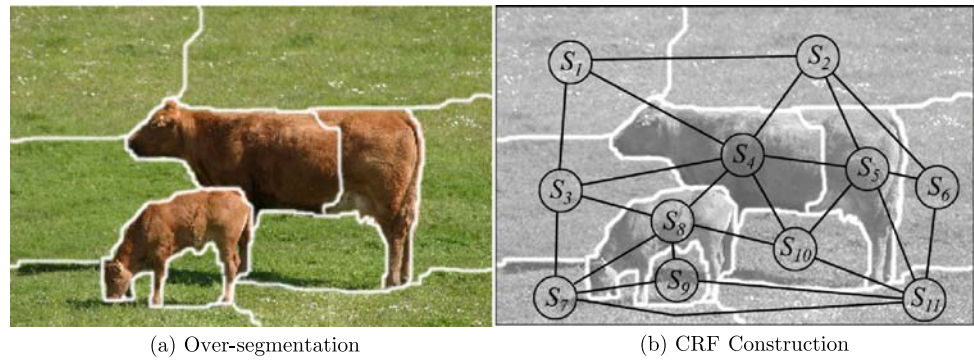 S1
S2
S4
S5
S3
S6
S8
S10
S9
S7
S11
(a) Over-segmentation
(b) CRF Construction